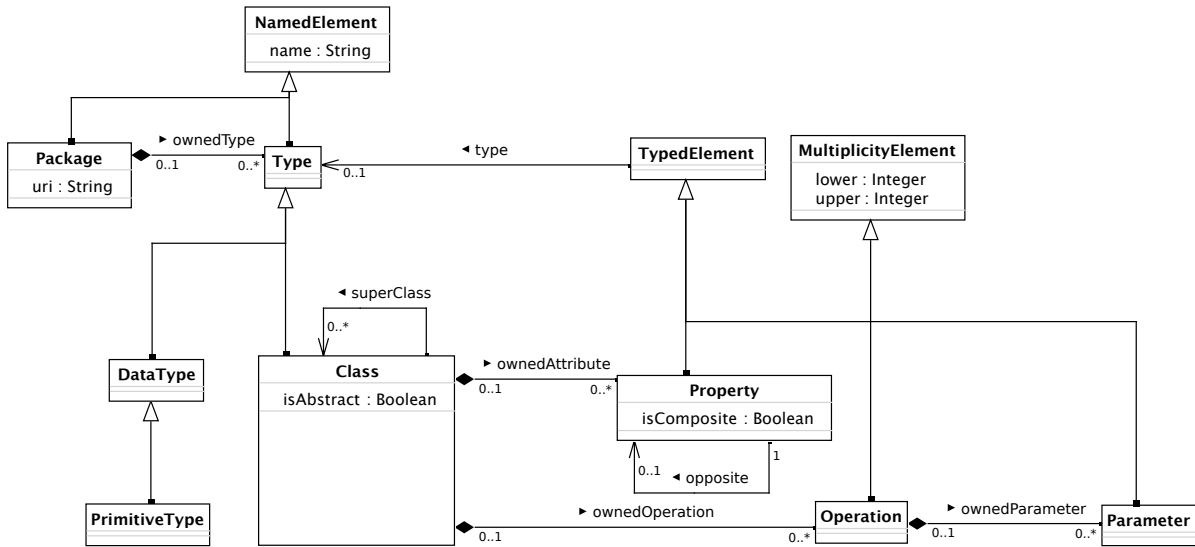 NamedElement
name : String
► ownedType
0..1
0..*
Package
uri : String
Type
◄ type
0..1
TypedElement
MultiplicityElement
lower : Integer
upper : Integer
◄ superClass
0..*
DataType
Class
isAbstract : Boolean
► ownedAttribute
0..1
0..*
Property
isComposite : Boolean
0..1
1
◄ opposite
PrimitiveType
► ownedOperation
0..1
0..*
Operation
► ownedParameter
0..1
0..*
Parameter